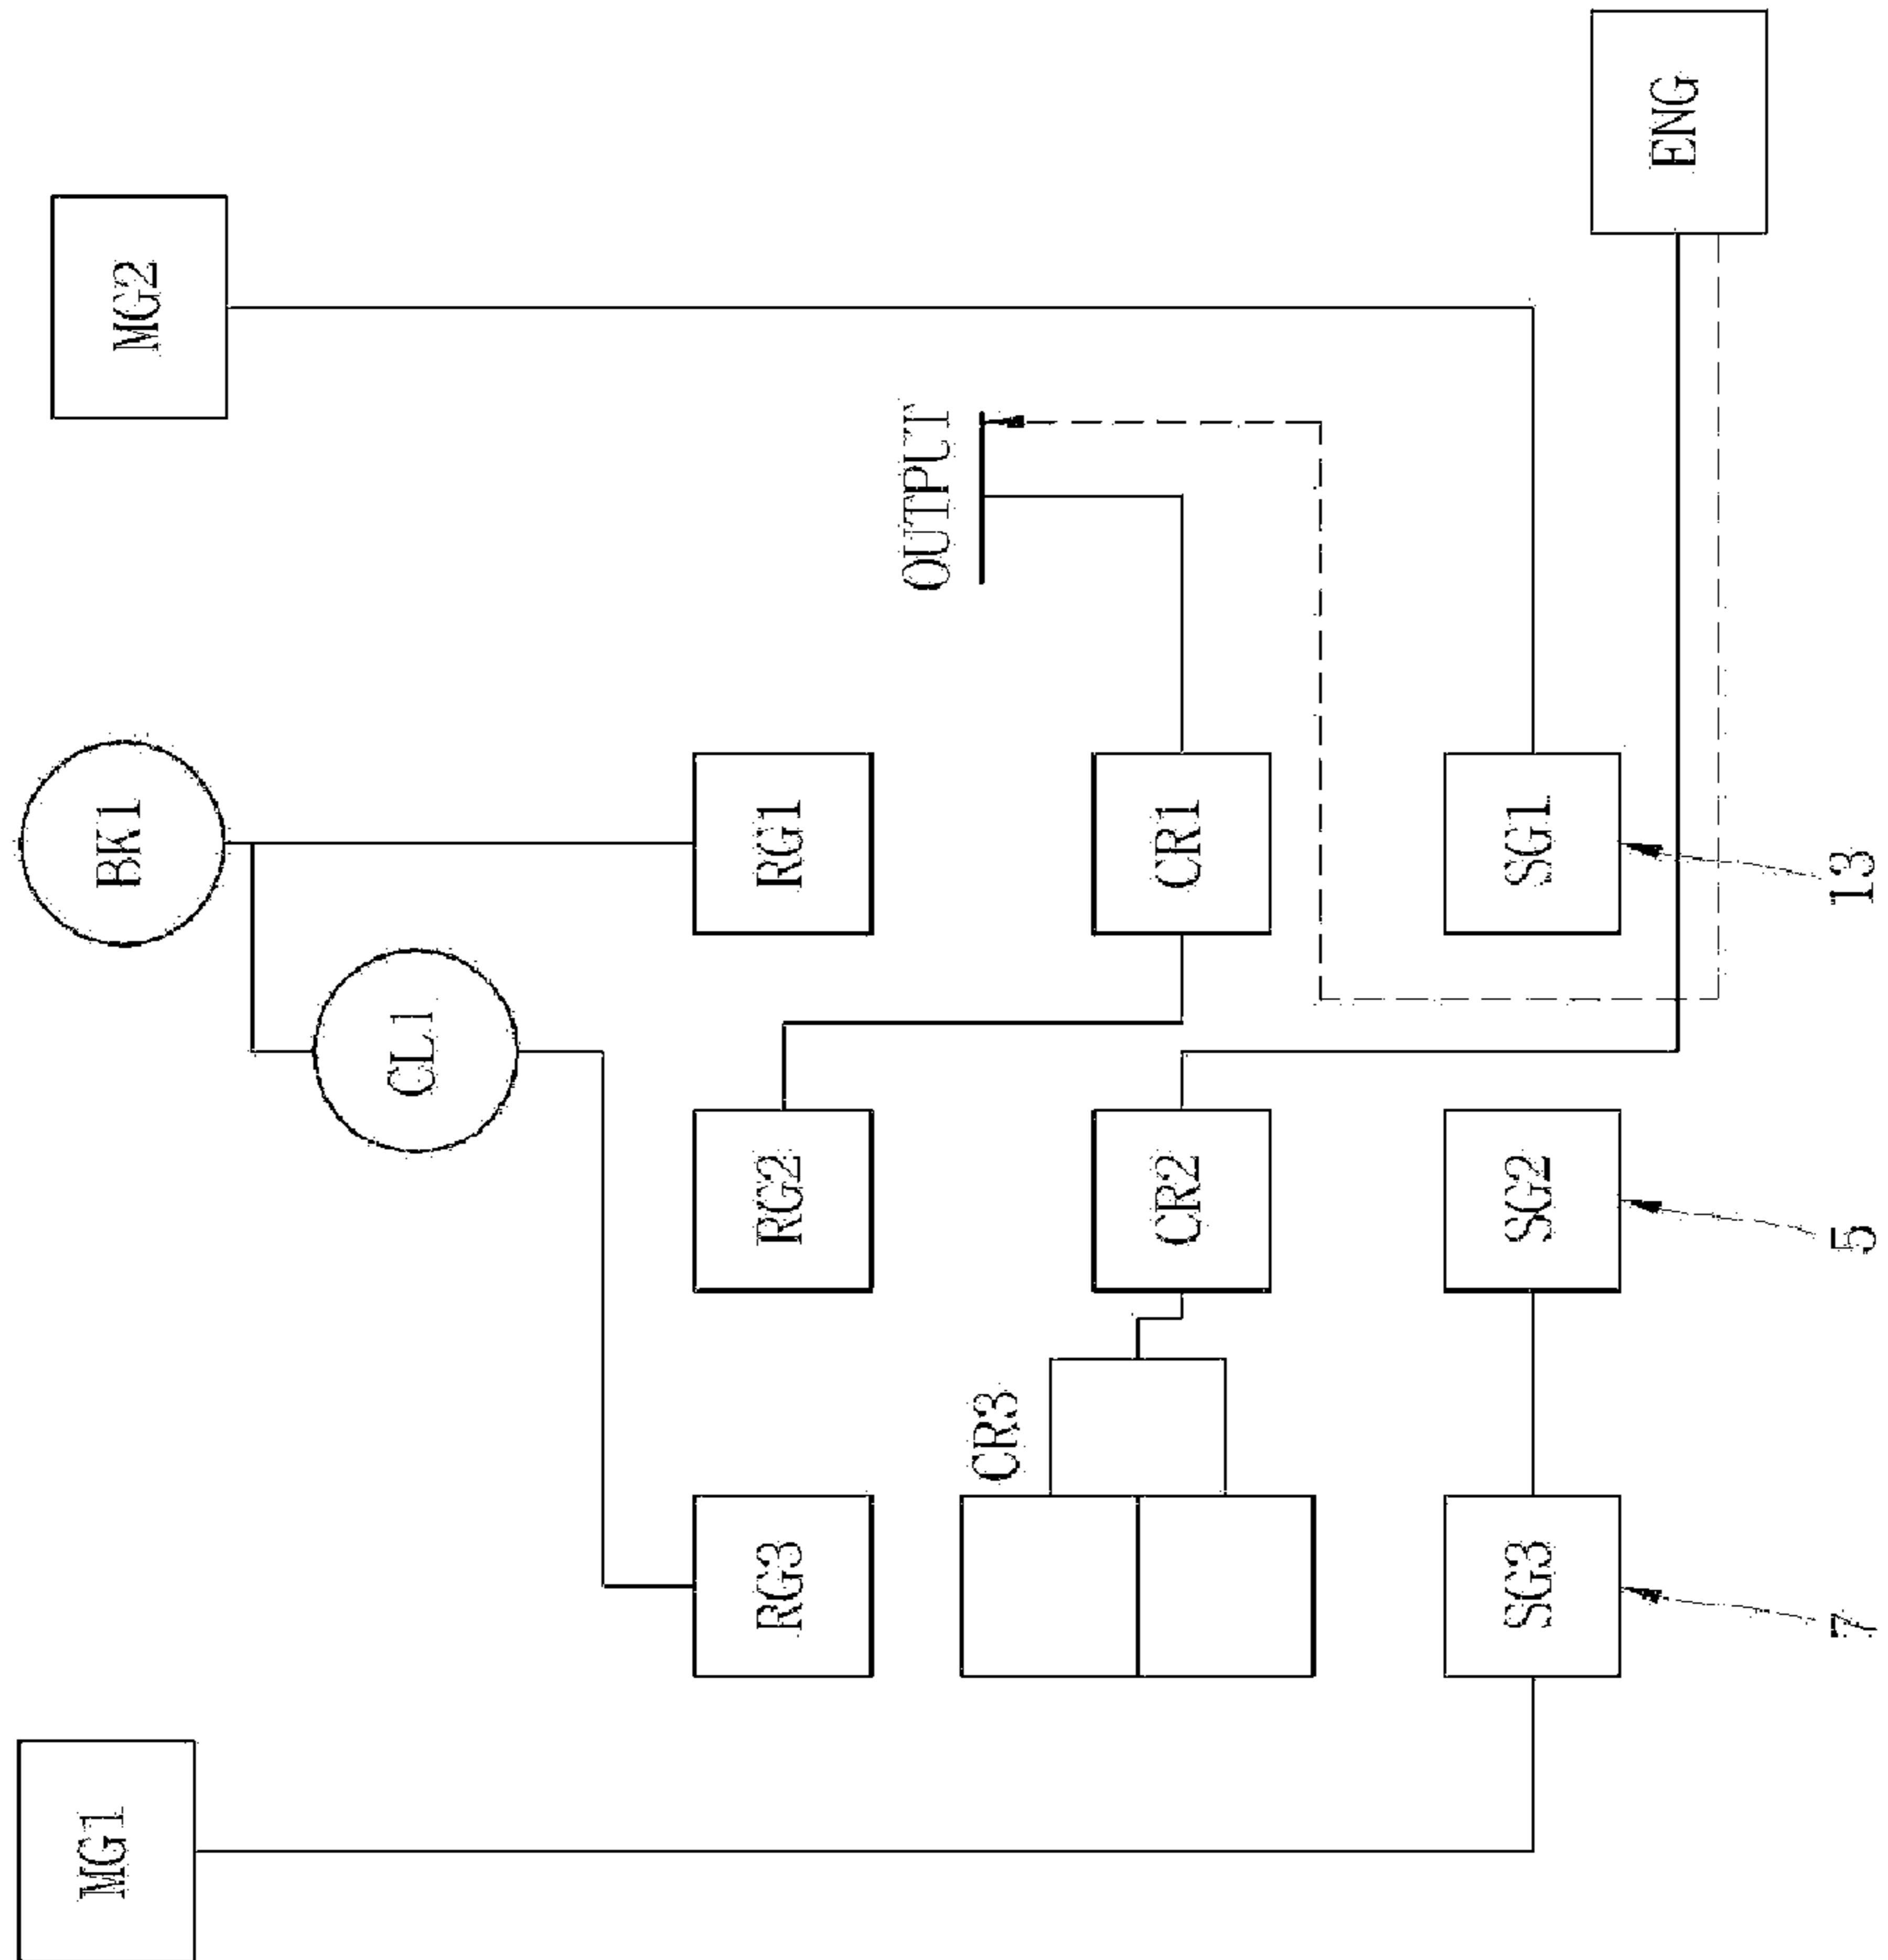 MG1
MG2
BK1
CL1
RG3
RG2
RG1
OUTPUT
CR3
CR2
CR1
SG3
SG2
SG1
ENG
7
5
13